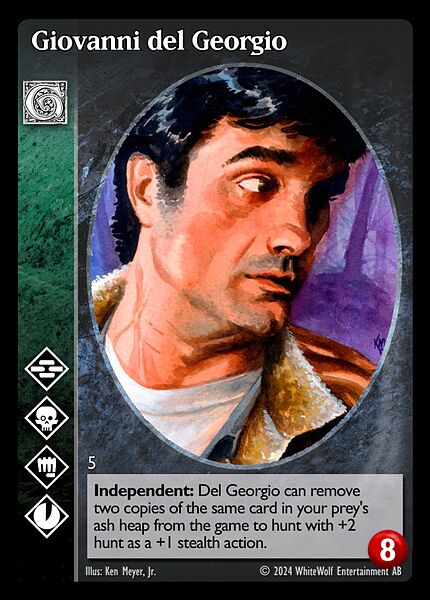 Giovanni del Georgio
5
Independent: Del Georgio can remove
two copies of the same card in your prey's
ash heap from the game to hunt with +2
hunt as a +1 stealth action.
8
Illus: Ken Meyer, Jr.
© 2024 WhiteWolf Entertainment AB